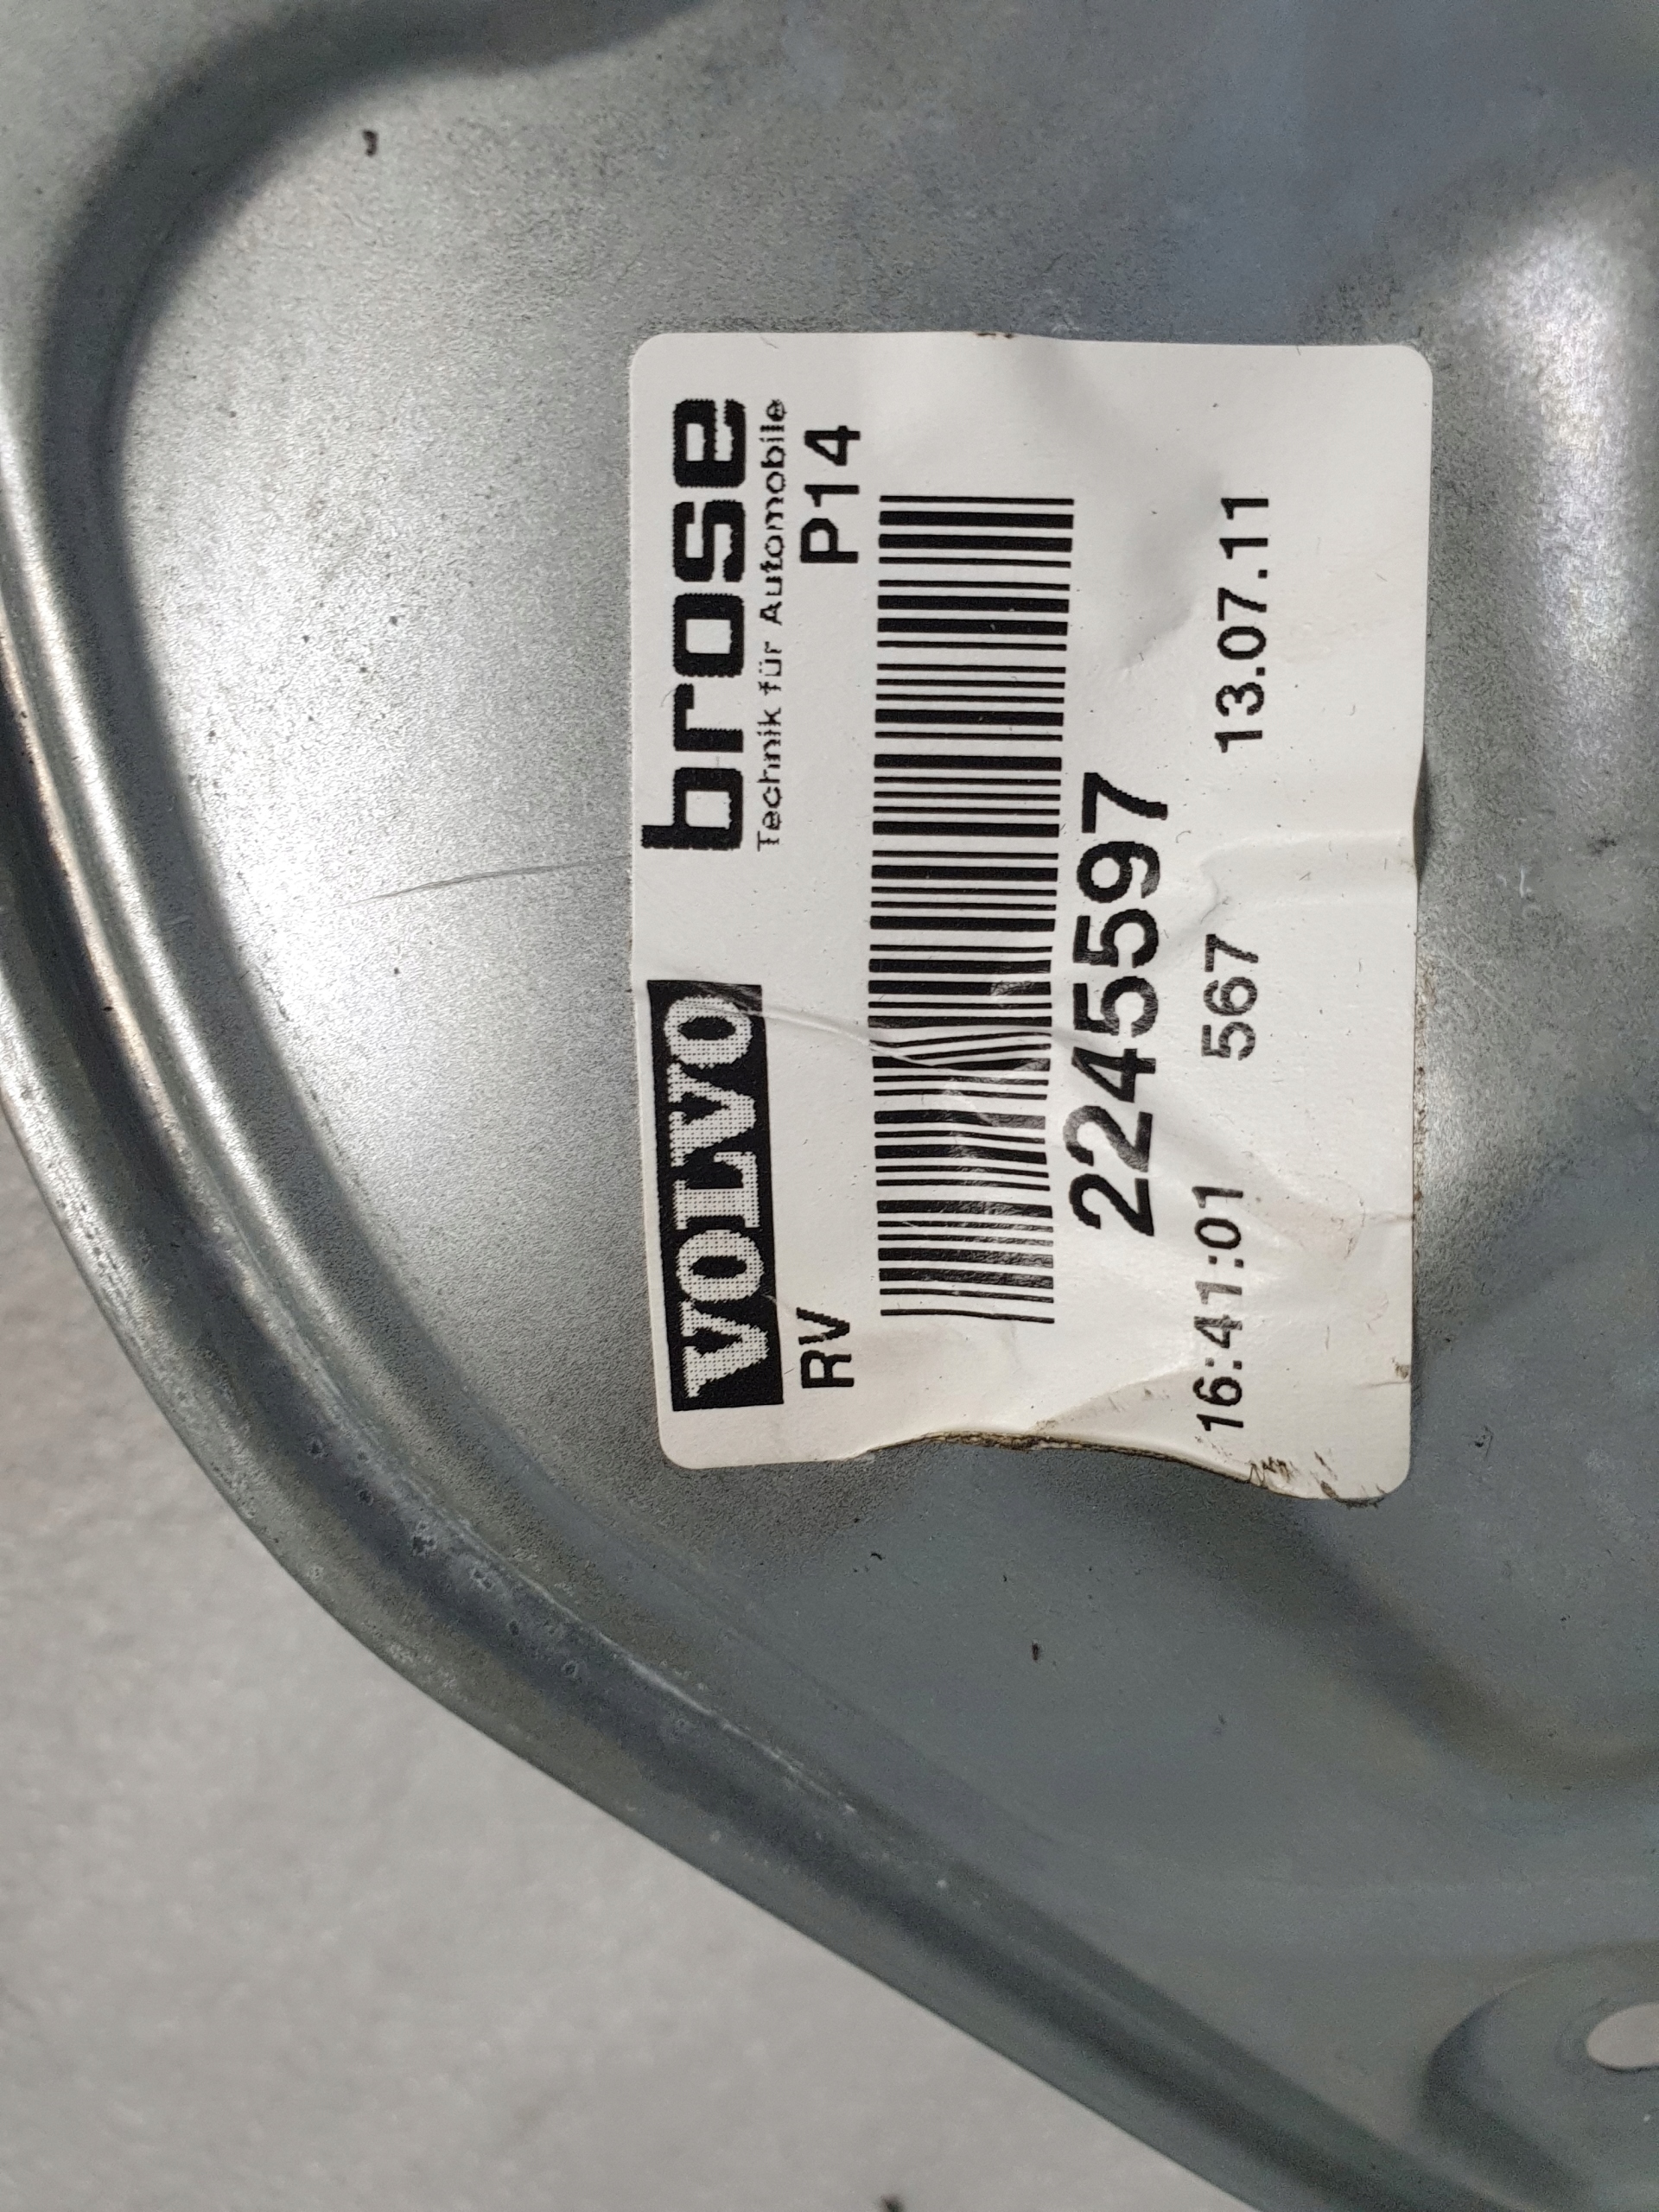 VOLVO brose
Technik für Automobile
RV P14
2245597
16:41:01 567 13.07.11